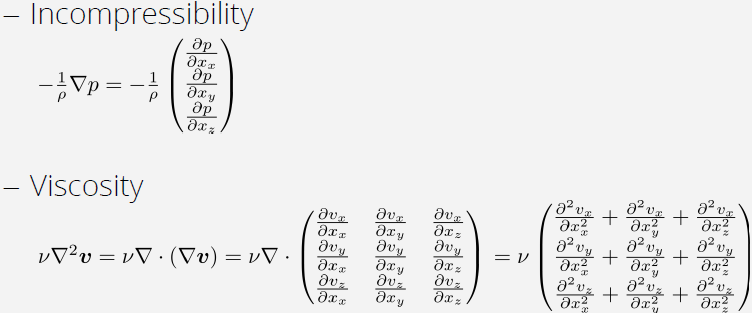 – Incompressibility
$-\frac{1}{\rho}\nabla p = -\frac{1}{\rho}\begin{pmatrix} \frac{\partial p}{\partial x_x} \\ \frac{\partial p}{\partial x_y} \\ \frac{\partial p}{\partial x_z} \end{pmatrix}$
– Viscosity
$\nu\nabla^2 \boldsymbol{v} = \nu\nabla \cdot (\nabla \boldsymbol{v}) = \nu\nabla \cdot \begin{pmatrix} \frac{\partial v_x}{\partial x_x} & \frac{\partial v_x}{\partial x_y} & \frac{\partial v_x}{\partial x_z} \\ \frac{\partial v_y}{\partial x_x} & \frac{\partial v_y}{\partial x_y} & \frac{\partial v_y}{\partial x_z} \\ \frac{\partial v_z}{\partial x_x} & \frac{\partial v_z}{\partial x_y} & \frac{\partial v_z}{\partial x_z} \end{pmatrix} = \nu \begin{pmatrix} \frac{\partial^2 v_x}{\partial x_x^2} + \frac{\partial^2 v_x}{\partial x_y^2} + \frac{\partial^2 v_x}{\partial x_z^2} \\ \frac{\partial^2 v_y}{\partial x_x^2} + \frac{\partial^2 v_y}{\partial x_y^2} + \frac{\partial^2 v_y}{\partial x_z^2} \\ \frac{\partial^2 v_z}{\partial x_x^2} + \frac{\partial^2 v_z}{\partial x_y^2} + \frac{\partial^2 v_z}{\partial x_z^2} \end{pmatrix}$